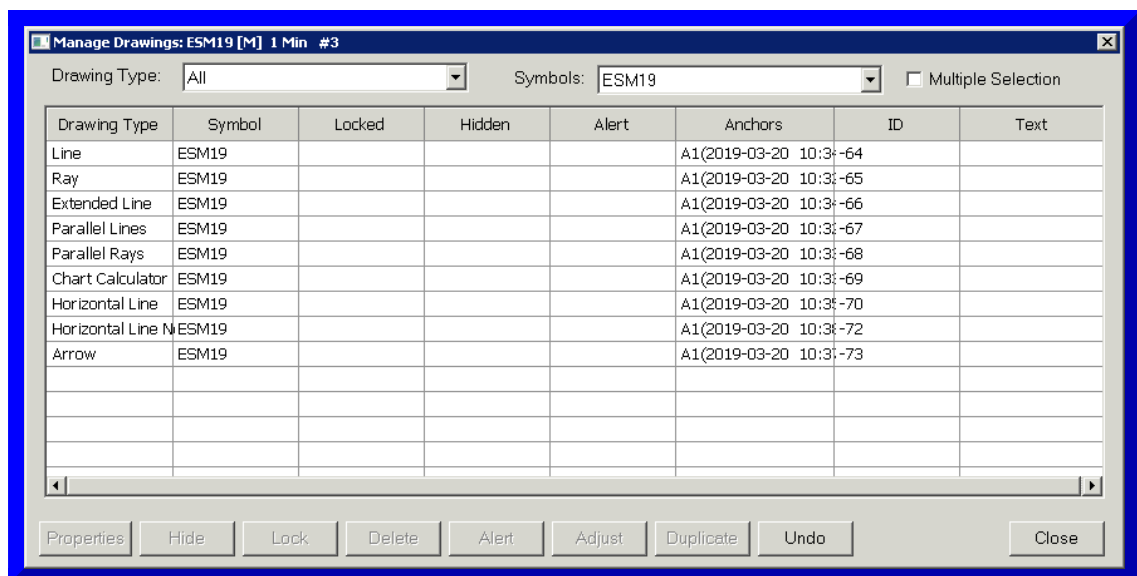 Manage Drawings: ESM19 [M] 1 Min #3
Drawing Type: All Symbols: ESM19 Multiple Selection
Drawing Type Symbol Locked Hidden Alert Anchors ID Text
Line ESM19 A1(2019-03-20 10:34 -64
Ray ESM19 A1(2019-03-20 10:3 -65
Extended Line ESM19 A1(2019-03-20 10:34 -66
Parallel Lines ESM19 A1(2019-03-20 10:3 -67
Parallel Rays ESM19 A1(2019-03-20 10:3 -68
Chart Calculator ESM19 A1(2019-03-20 10:3 -69
Horizontal Line ESM19 A1(2019-03-20 10:3 -70
Horizontal Line N ESM19 A1(2019-03-20 10:3 -72
Arrow ESM19 A1(2019-03-20 10:3 -73
Properties Hide Lock Delete Alert Adjust Duplicate Undo Close